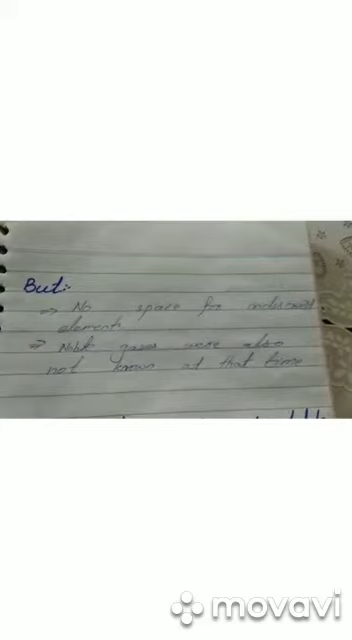 But:-
→ No space for undiscovered
elements
⇒ Noble gases were also
not known at that time
movavi